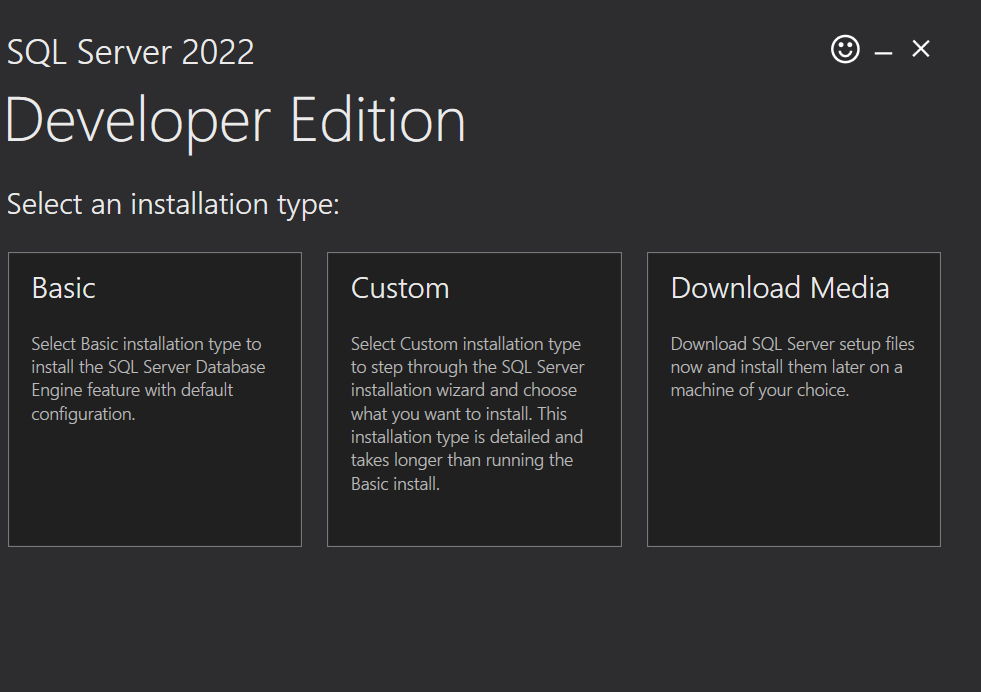 SQL Server 2022
Developer Edition
Select an installation type:
Basic
Select Basic installation type to
install the SQL Server Database
Engine feature with default
configuration.
Custom
Select Custom installation type
to step through the SQL Server
installation wizard and choose
what you want to install. This
installation type is detailed and
takes longer than running the
Basic install.
Download Media
Download SQL Server setup files
now and install them later on a
machine of your choice.